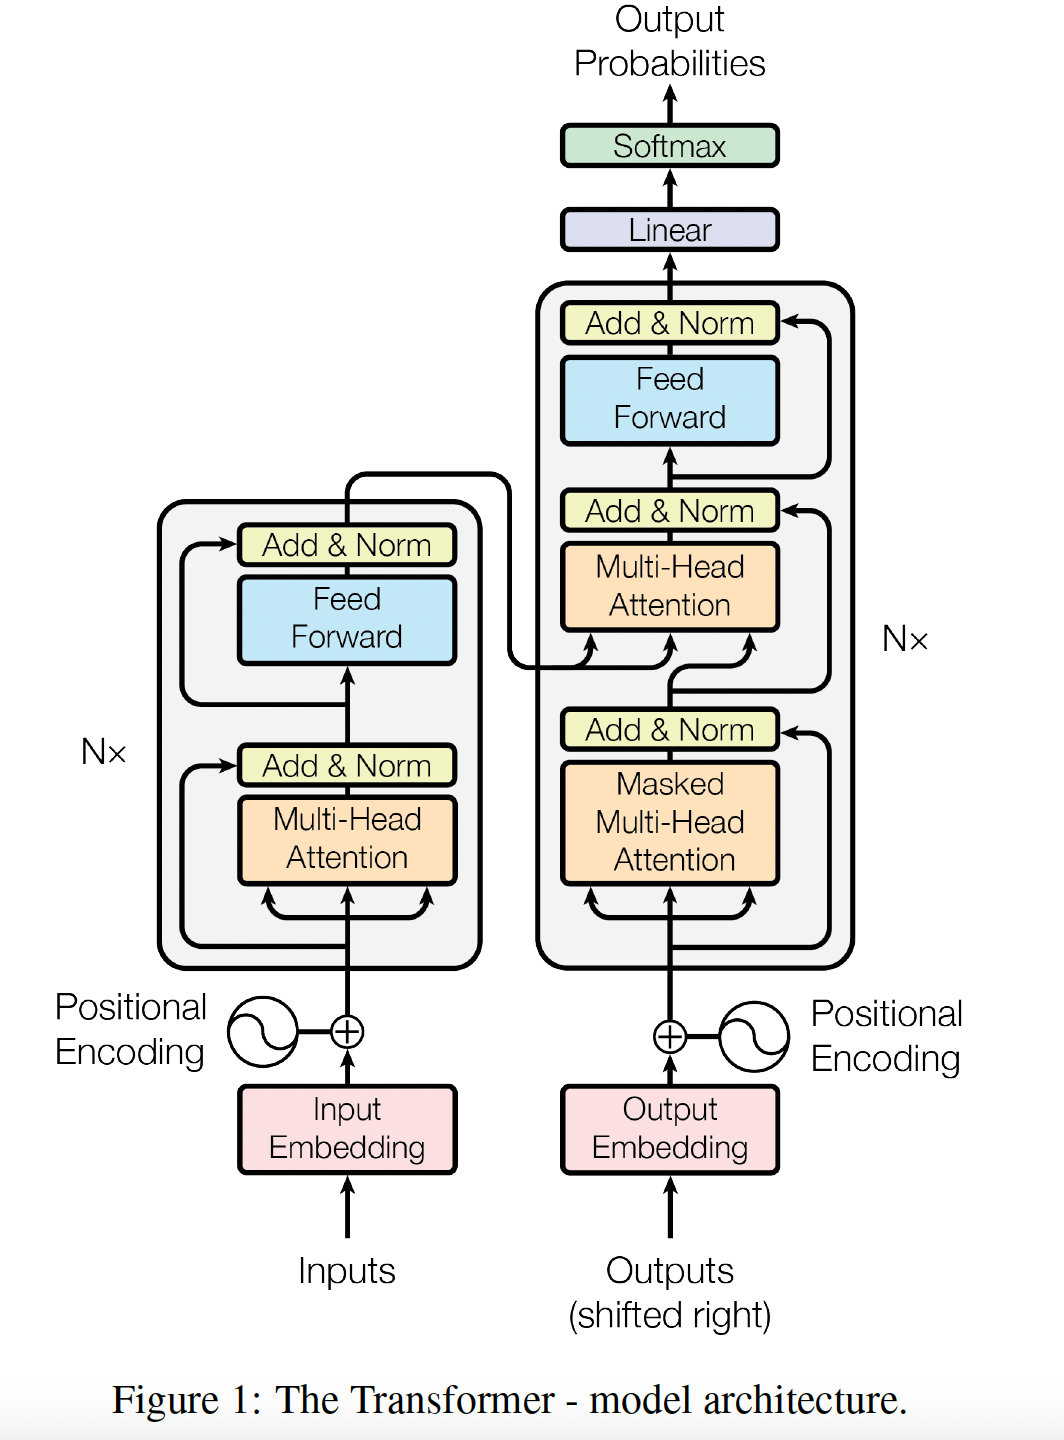 Output
Probabilities
Softmax
Linear
Add & Norm
Feed
Forward
Add & Norm
Multi-Head
Attention
Nx
Add & Norm
Masked
Multi-Head
Attention
Add & Norm
Feed
Forward
Nx
Add & Norm
Multi-Head
Attention
Positional
Encoding
Positional
Encoding
Input
Embedding
Output
Embedding
Inputs
Outputs
(shifted right)
Figure 1: The Transformer - model architecture.